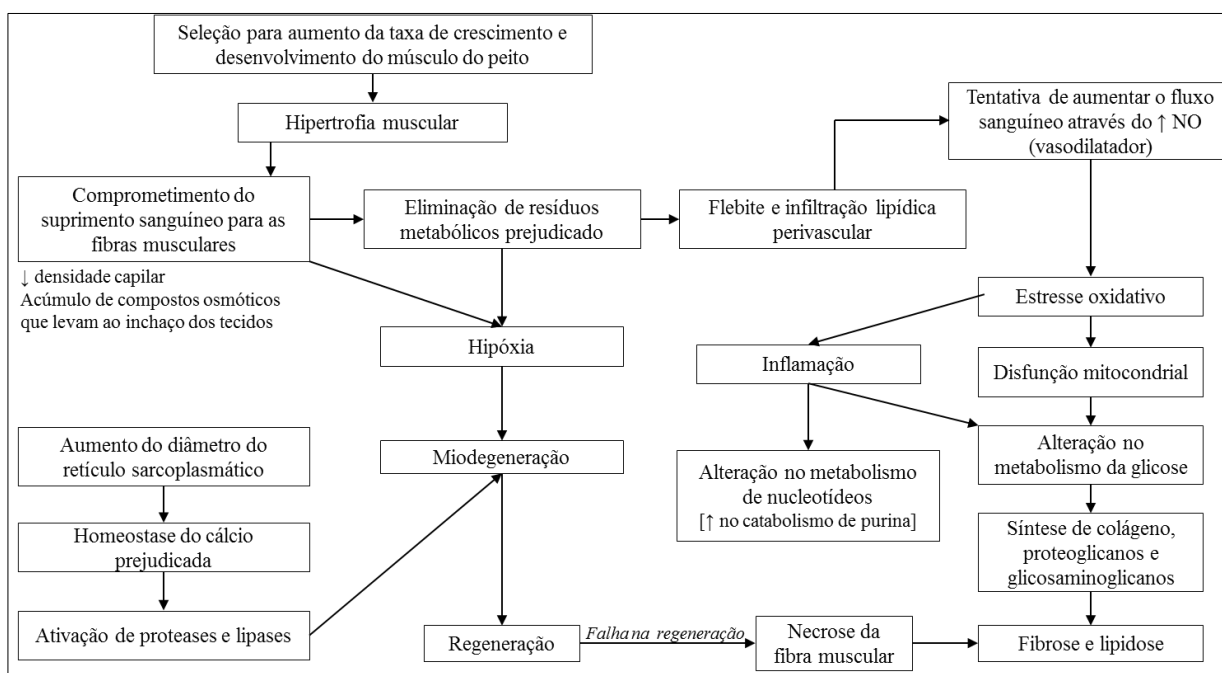 Seleção para aumento da taxa de crescimento e
desenvolvimento do músculo do peito
Hipertrofia muscular
Tentativa de aumentar o fluxo
sanguíneo através do ↑ NO
(vasodilatador)
Comprometimento do
suprimento sanguíneo para as
fibras musculares
Eliminação de resíduos
metabólicos prejudicado
Flebite e infiltração lipídica
perivascular
↓ densidade capilar
Acúmulo de compostos osmóticos
que levam ao inchaço dos tecidos
Estresse oxidativo
Hipóxia
Inflamação
Disfunção mitocondrial
Aumento do diâmetro do
retículo sarcoplasmático
Miodegeneração
Alteração no metabolismo
de nucleotídeos
[↑ no catabolismo de purina]
Alteração no
metabolismo da glicose
Homeostase do cálcio
prejudicada
Síntese de colágeno,
proteoglicanos e
glicosaminoglicanos
Ativação de proteases e lipases
Regeneração
Falha na regeneração
Necrose da
fibra muscular
Fibrose e lipidose